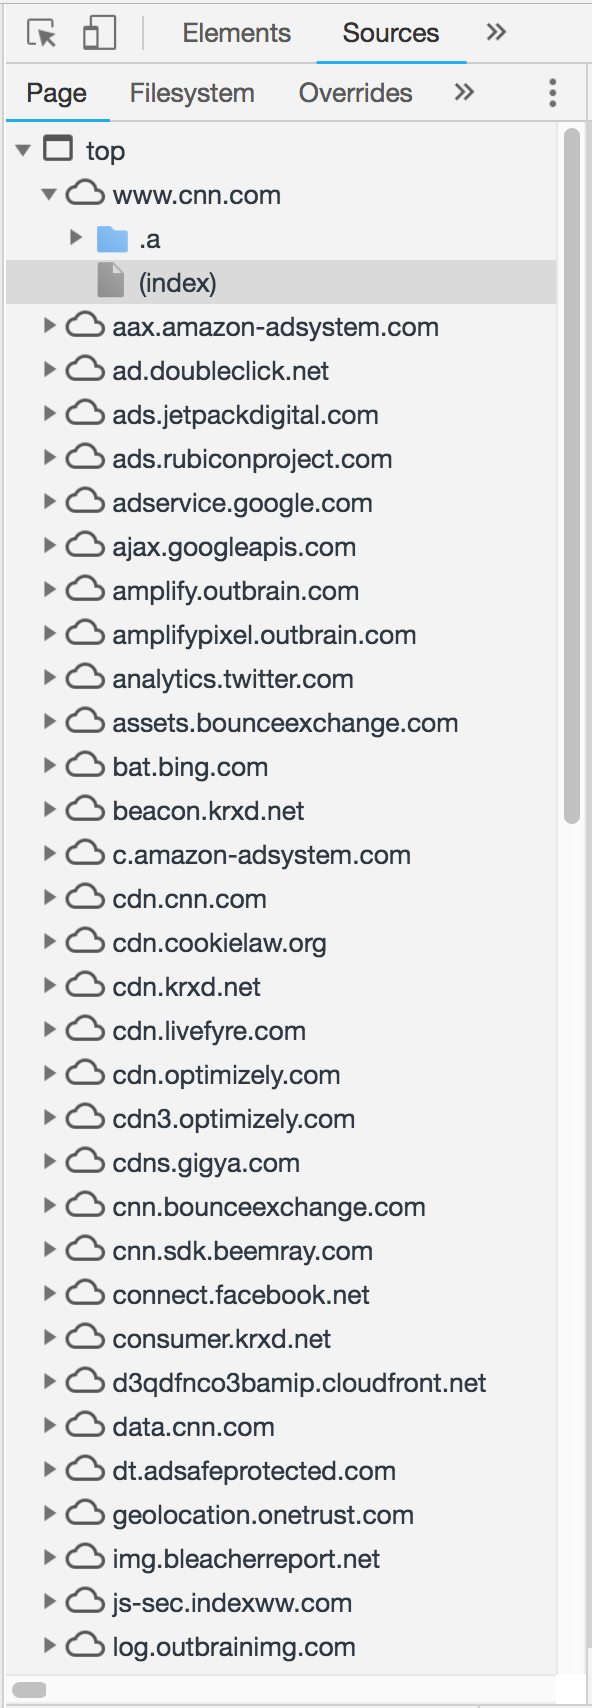 Elements Sources »
Page Filesystem Overrides »
top
www.cnn.com
.a
(index)
aax.amazon-adsystem.com
ad.doubleclick.net
ads.jetpackdigital.com
ads.rubiconproject.com
adservice.google.com
ajax.googleapis.com
amplify.outbrain.com
amplifypixel.outbrain.com
analytics.twitter.com
assets.bounceexchange.com
bat.bing.com
beacon.krxd.net
c.amazon-adsystem.com
cdn.cnn.com
cdn.cookielaw.org
cdn.krxd.net
cdn.livefyre.com
cdn.optimizely.com
cdn3.optimizely.com
cdns.gigya.com
cnn.bounceexchange.com
cnn.sdk.beemray.com
connect.facebook.net
consumer.krxd.net
d3qdfnco3bamip.cloudfront.net
data.cnn.com
dt.adsafeprotected.com
geolocation.onetrust.com
img.bleacherreport.net
js-sec.indexww.com
log.outbrainimg.com